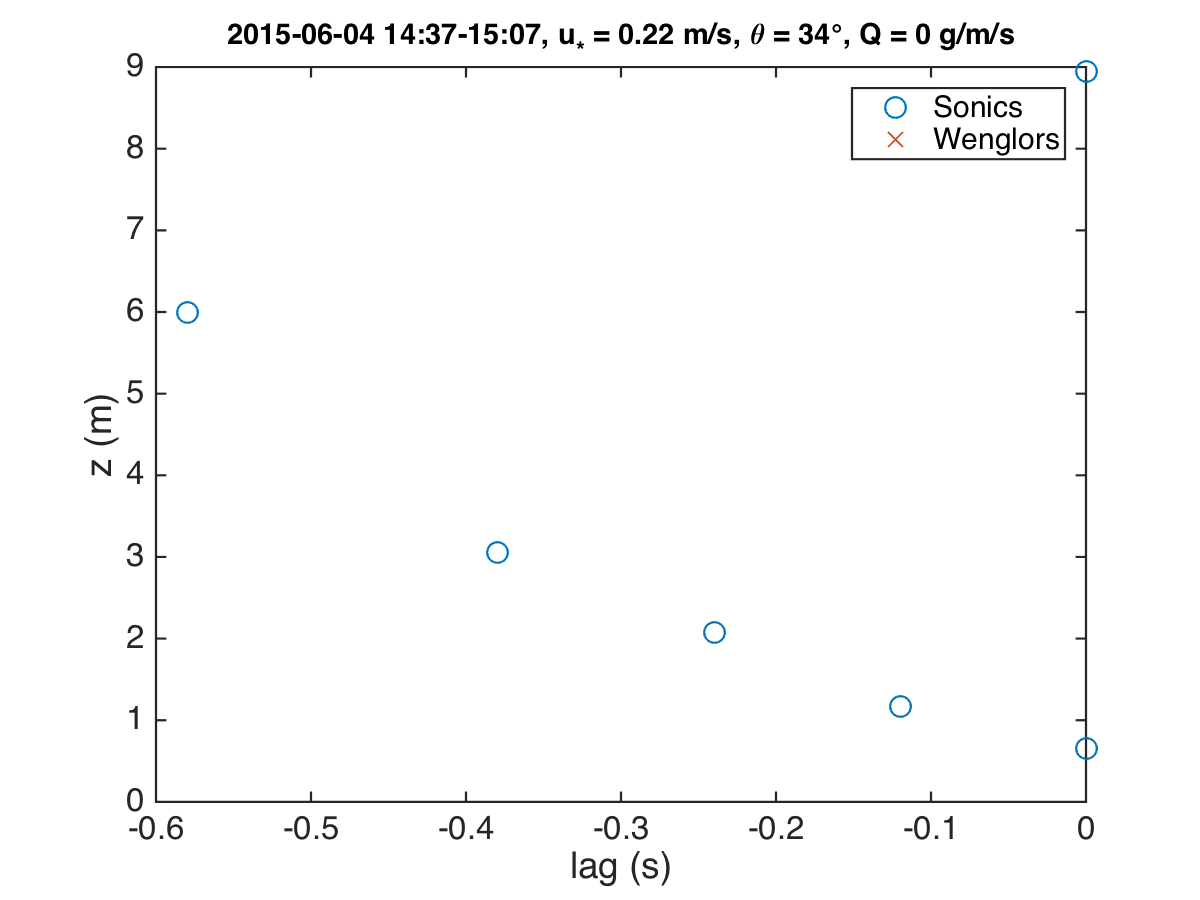 2015-06-04 14:37-15:07, u* = 0.22 m/s, θ = 34°, Q = 0 g/m/s
Sonics
Wenglors
9
8
7
6
5
4
3
2
1
0
z (m)
-0.6 -0.5 -0.4 -0.3 -0.2 -0.1 0
lag (s)